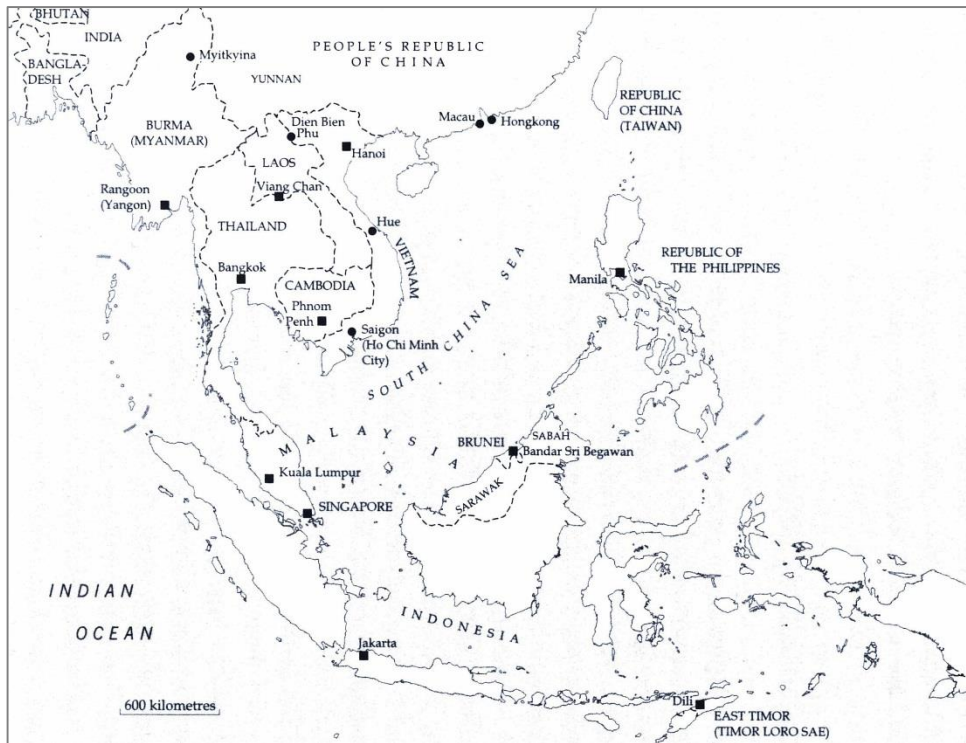 BHUTAN
INDIA
BANGLA-
DESH
Myitkyina
PEOPLE'S REPUBLIC
OF CHINA
YUNNAN
BURMA
(MYANMAR)
Dien Bien
Phu
Hanoi
Macau
Hongkong
REPUBLIC
OF CHINA
(TAIWAN)
LAOS
Viang Chan
Rangoon
(Yangon)
THAILAND
Hue
VIETNAM
Bangkok
CAMBODIA
Phnom
Penh
Saigon
(Ho Chi Minh
City)
SOUTH CHINA SEA
Manila
REPUBLIC OF
THE PHILIPPINES
MALAYSIA
BRUNEI
SABAH
Bandar Sri Begawan
SARAWAK
Kuala Lumpur
SINGAPORE
INDIAN
OCEAN
INDONESIA
Jakarta
600 kilometres
Dili
EAST TIMOR
(TIMOR LORO SAE)